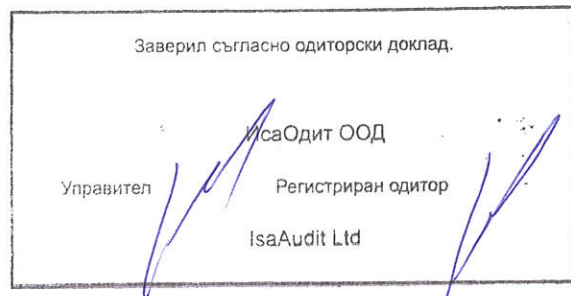 Заверил съгласно одиторски доклад.
ИсаОдит ООД
Управител Регистриран одитор
IsaAudit Ltd